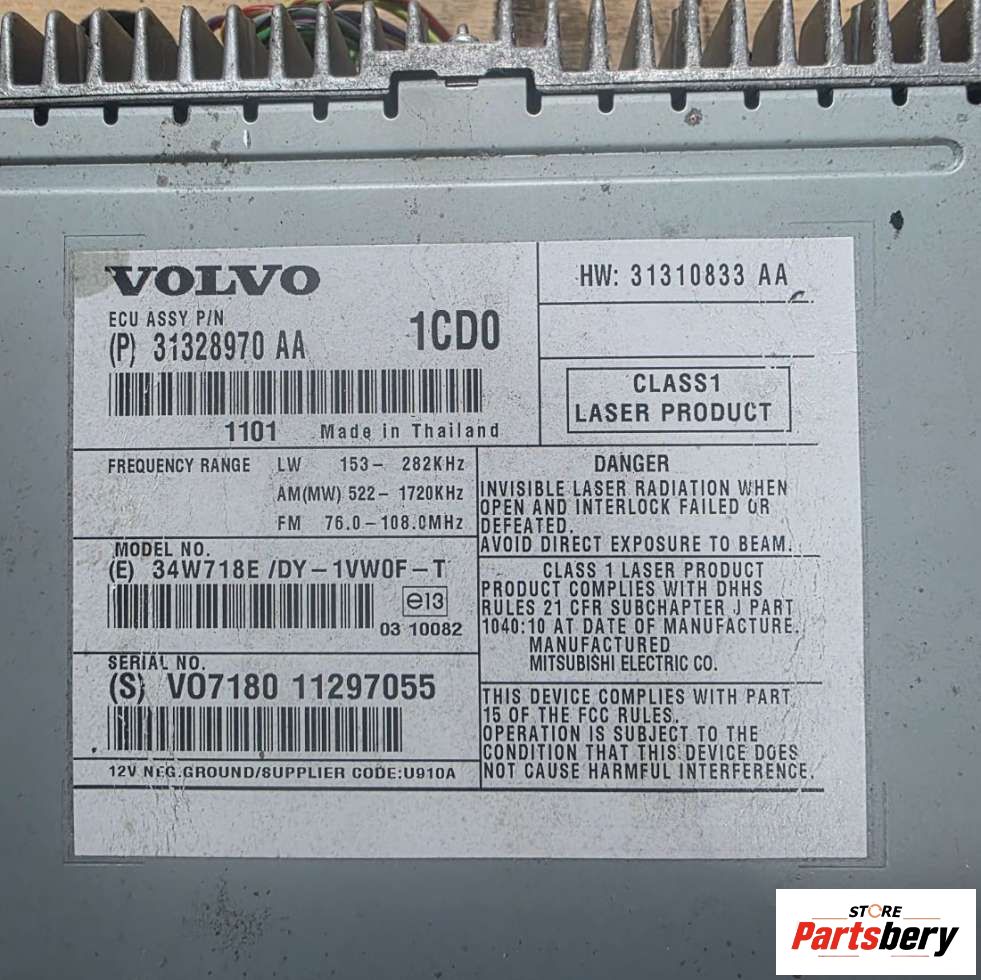 VOLVO
ECU ASSY P/N
(P) 31328970 AA
1CD0
1101 Made in Thailand
HW: 31310833 AA
CLASS1
LASER PRODUCT
FREQUENCY RANGE LW 153– 282KHz
AM(MW) 522– 1720KHz
FM 76.0–108.0MHz
DANGER
INVISIBLE LASER RADIATION WHEN
OPEN AND INTERLOCK FAILED OR
DEFEATED.
AVOID DIRECT EXPOSURE TO BEAM.
MODEL NO.
(E) 34W718E /DY–1VW0F–T
e13
03 10082
CLASS 1 LASER PRODUCT
PRODUCT COMPLIES WITH DHHS
RULES 21 CFR SUBCHAPTER J PART
1040:10 AT DATE OF MANUFACTURE.
MANUFACTURED
MITSUBISHI ELECTRIC CO.
SERIAL NO.
(S) VO7180 11297055
THIS DEVICE COMPLIES WITH PART
15 OF THE FCC RULES.
OPERATION IS SUBJECT TO THE
CONDITION THAT THIS DEVICE DOES
NOT CAUSE HARMFUL INTERFERENCE.
12V NEG.GROUND/SUPPLIER CODE:U910A
STORE
Partsbery